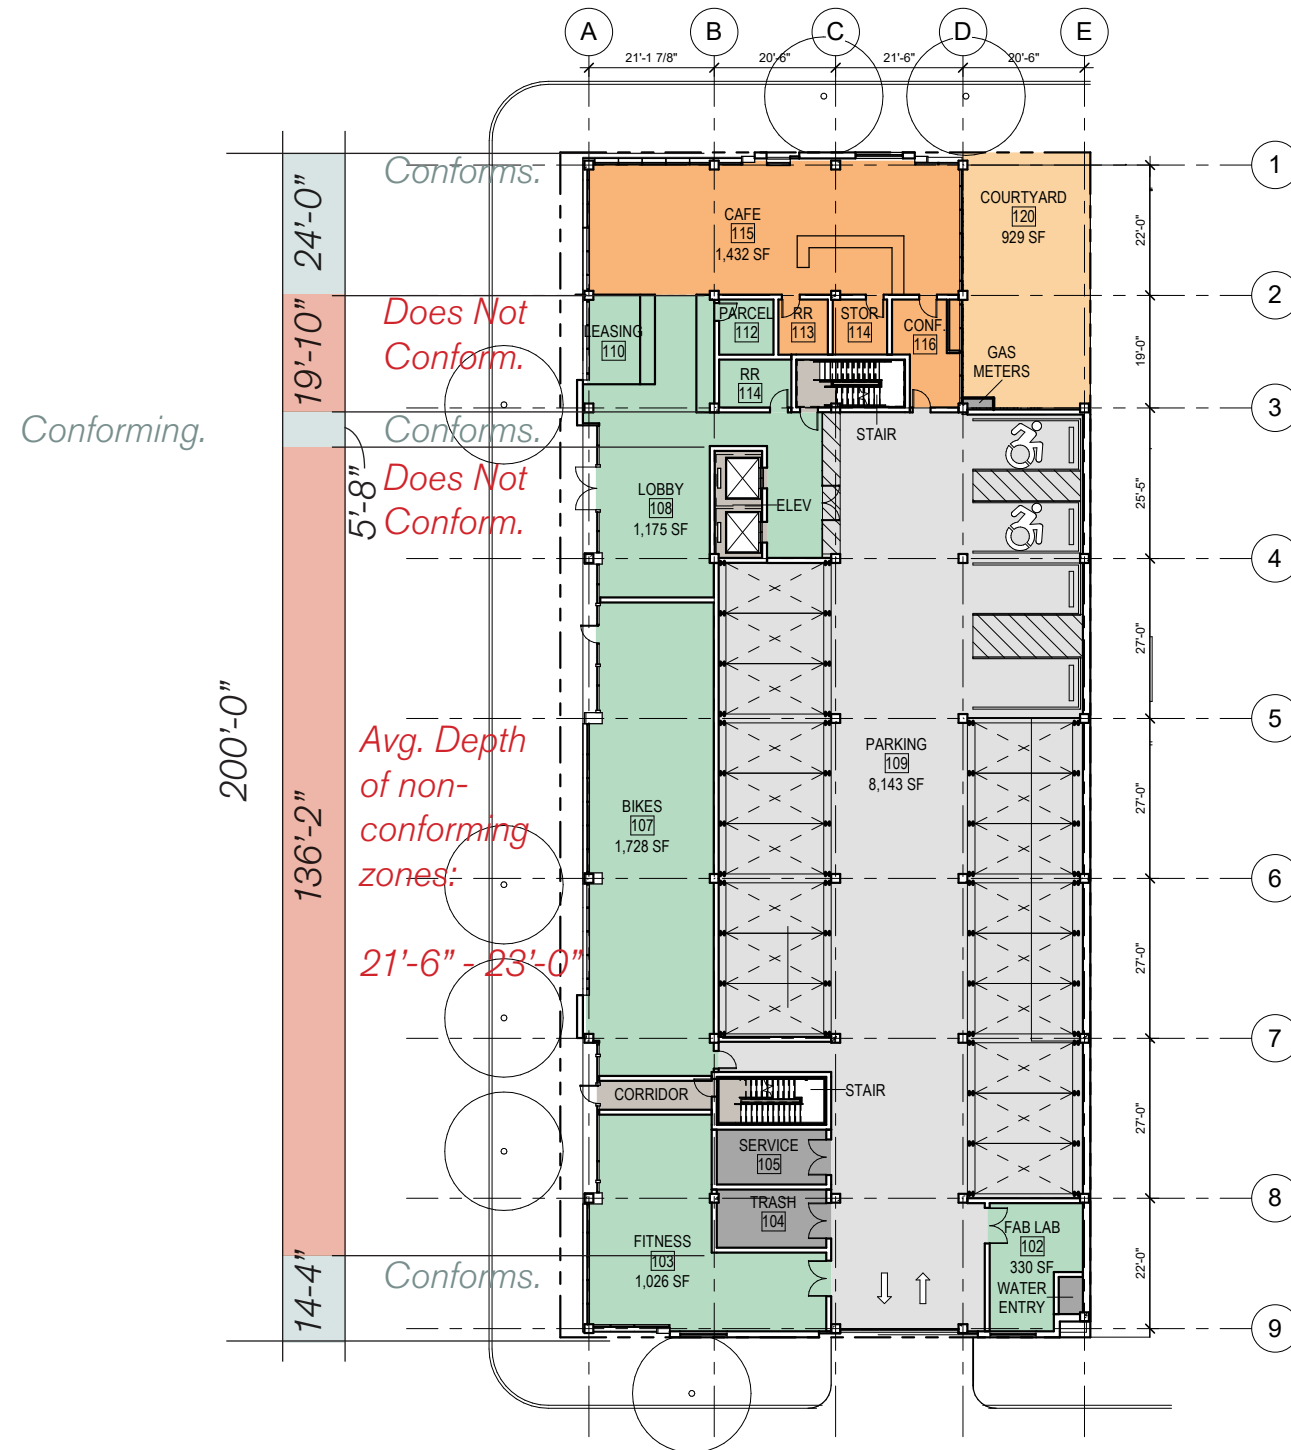 A
B
C
D
E
21'-1 7/8"
20'-6"
21'-6"
20'-6"
1
2
3
4
5
6
7
8
9
22'-0"
19'-0"
25'-5"
27'-0"
27'-0"
27'-0"
27'-0"
22'-0"
200'-0"
24'-0"
19'-10"
5'-8"
136'-2"
14'-4"
Conforming.
Conforms.
Does Not
Conform.
Conforms.
Does Not
Conform.
Avg. Depth
of non-
conforming
zones:
21'-6" - 23'-0"
Conforms.
CAFE
115
1,432 SF
COURTYARD
120
929 SF
LEASING
110
PARCEL
112
RR
113
STOR
114
CONF.
116
GAS
METERS
RR
114
STAIR
LOBBY
108
1,175 SF
ELEV
PARKING
109
8,143 SF
BIKES
107
1,728 SF
CORRIDOR
STAIR
SERVICE
105
TRASH
104
FITNESS
103
1,026 SF
FAB LAB
102
330 SF
WATER
ENTRY